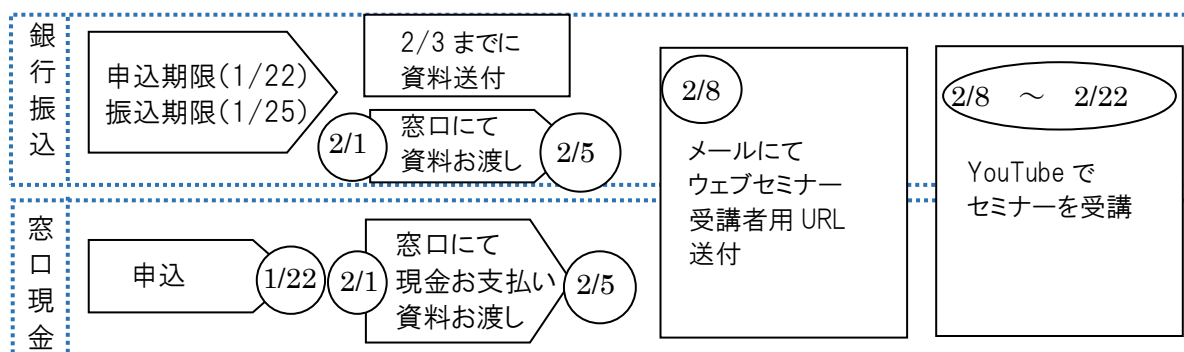 銀行振込
申込期限(1/22)
振込期限(1/25)
2/3 までに
資料送付
2/1
窓口にて
資料お渡し
2/5
窓口現金
申込
1/22
2/1
窓口にて
現金お支払い
資料お渡し
2/5
2/8
メールにて
ウェブセミナー
受講者用 URL
送付
2/8 ～ 2/22
YouTube で
セミナーを受講